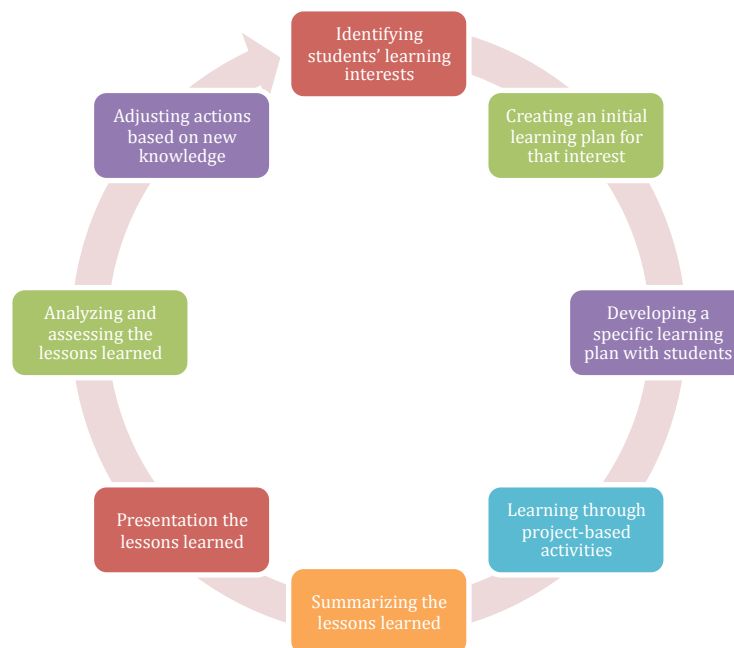 Identifying
students’ learning
interests
Creating an initial
learning plan for
that interest
Developing a
specific learning
plan with students
Learning through
project-based
activities
Summarizing the
lessons learned
Presentation the
lessons learned
Analyzing and
assessing the
lessons learned
Adjusting actions
based on new
knowledge